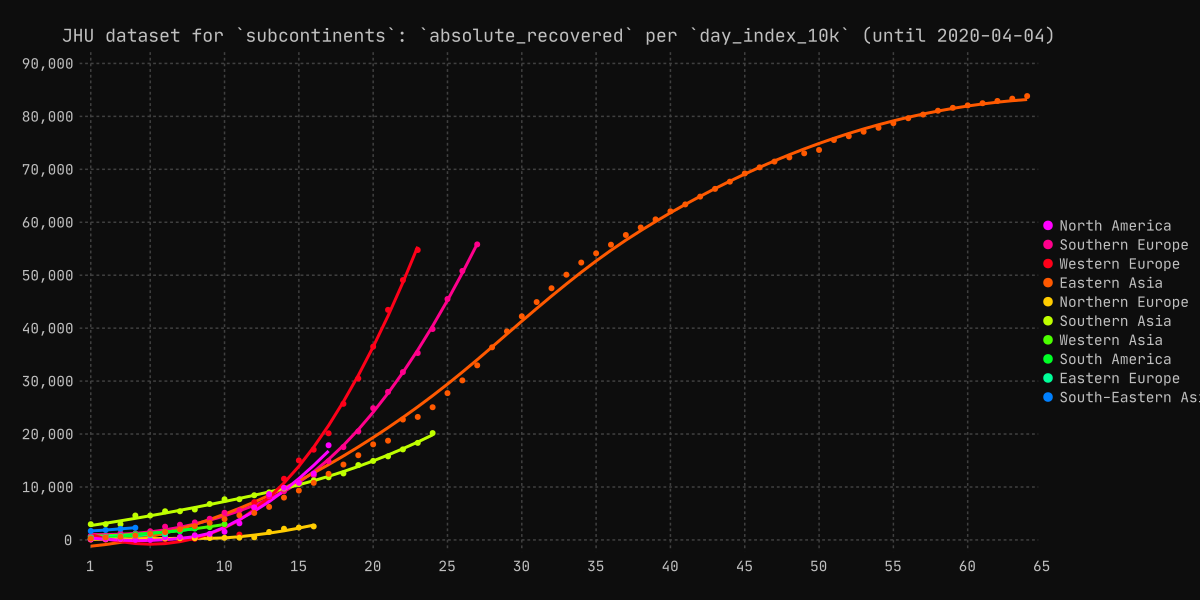 JHU dataset for `subcontinents`: `absolute_recovered` per `day_index_10k` (until 2020-04-04)
90,000
80,000
70,000
60,000
50,000
40,000
30,000
20,000
10,000
0
1 5 10 15 20 25 30 35 40 45 50 55 60 65
North America
Southern Europe
Western Europe
Eastern Asia
Northern Europe
Southern Asia
Western Asia
South America
Eastern Europe
South-Eastern Asi